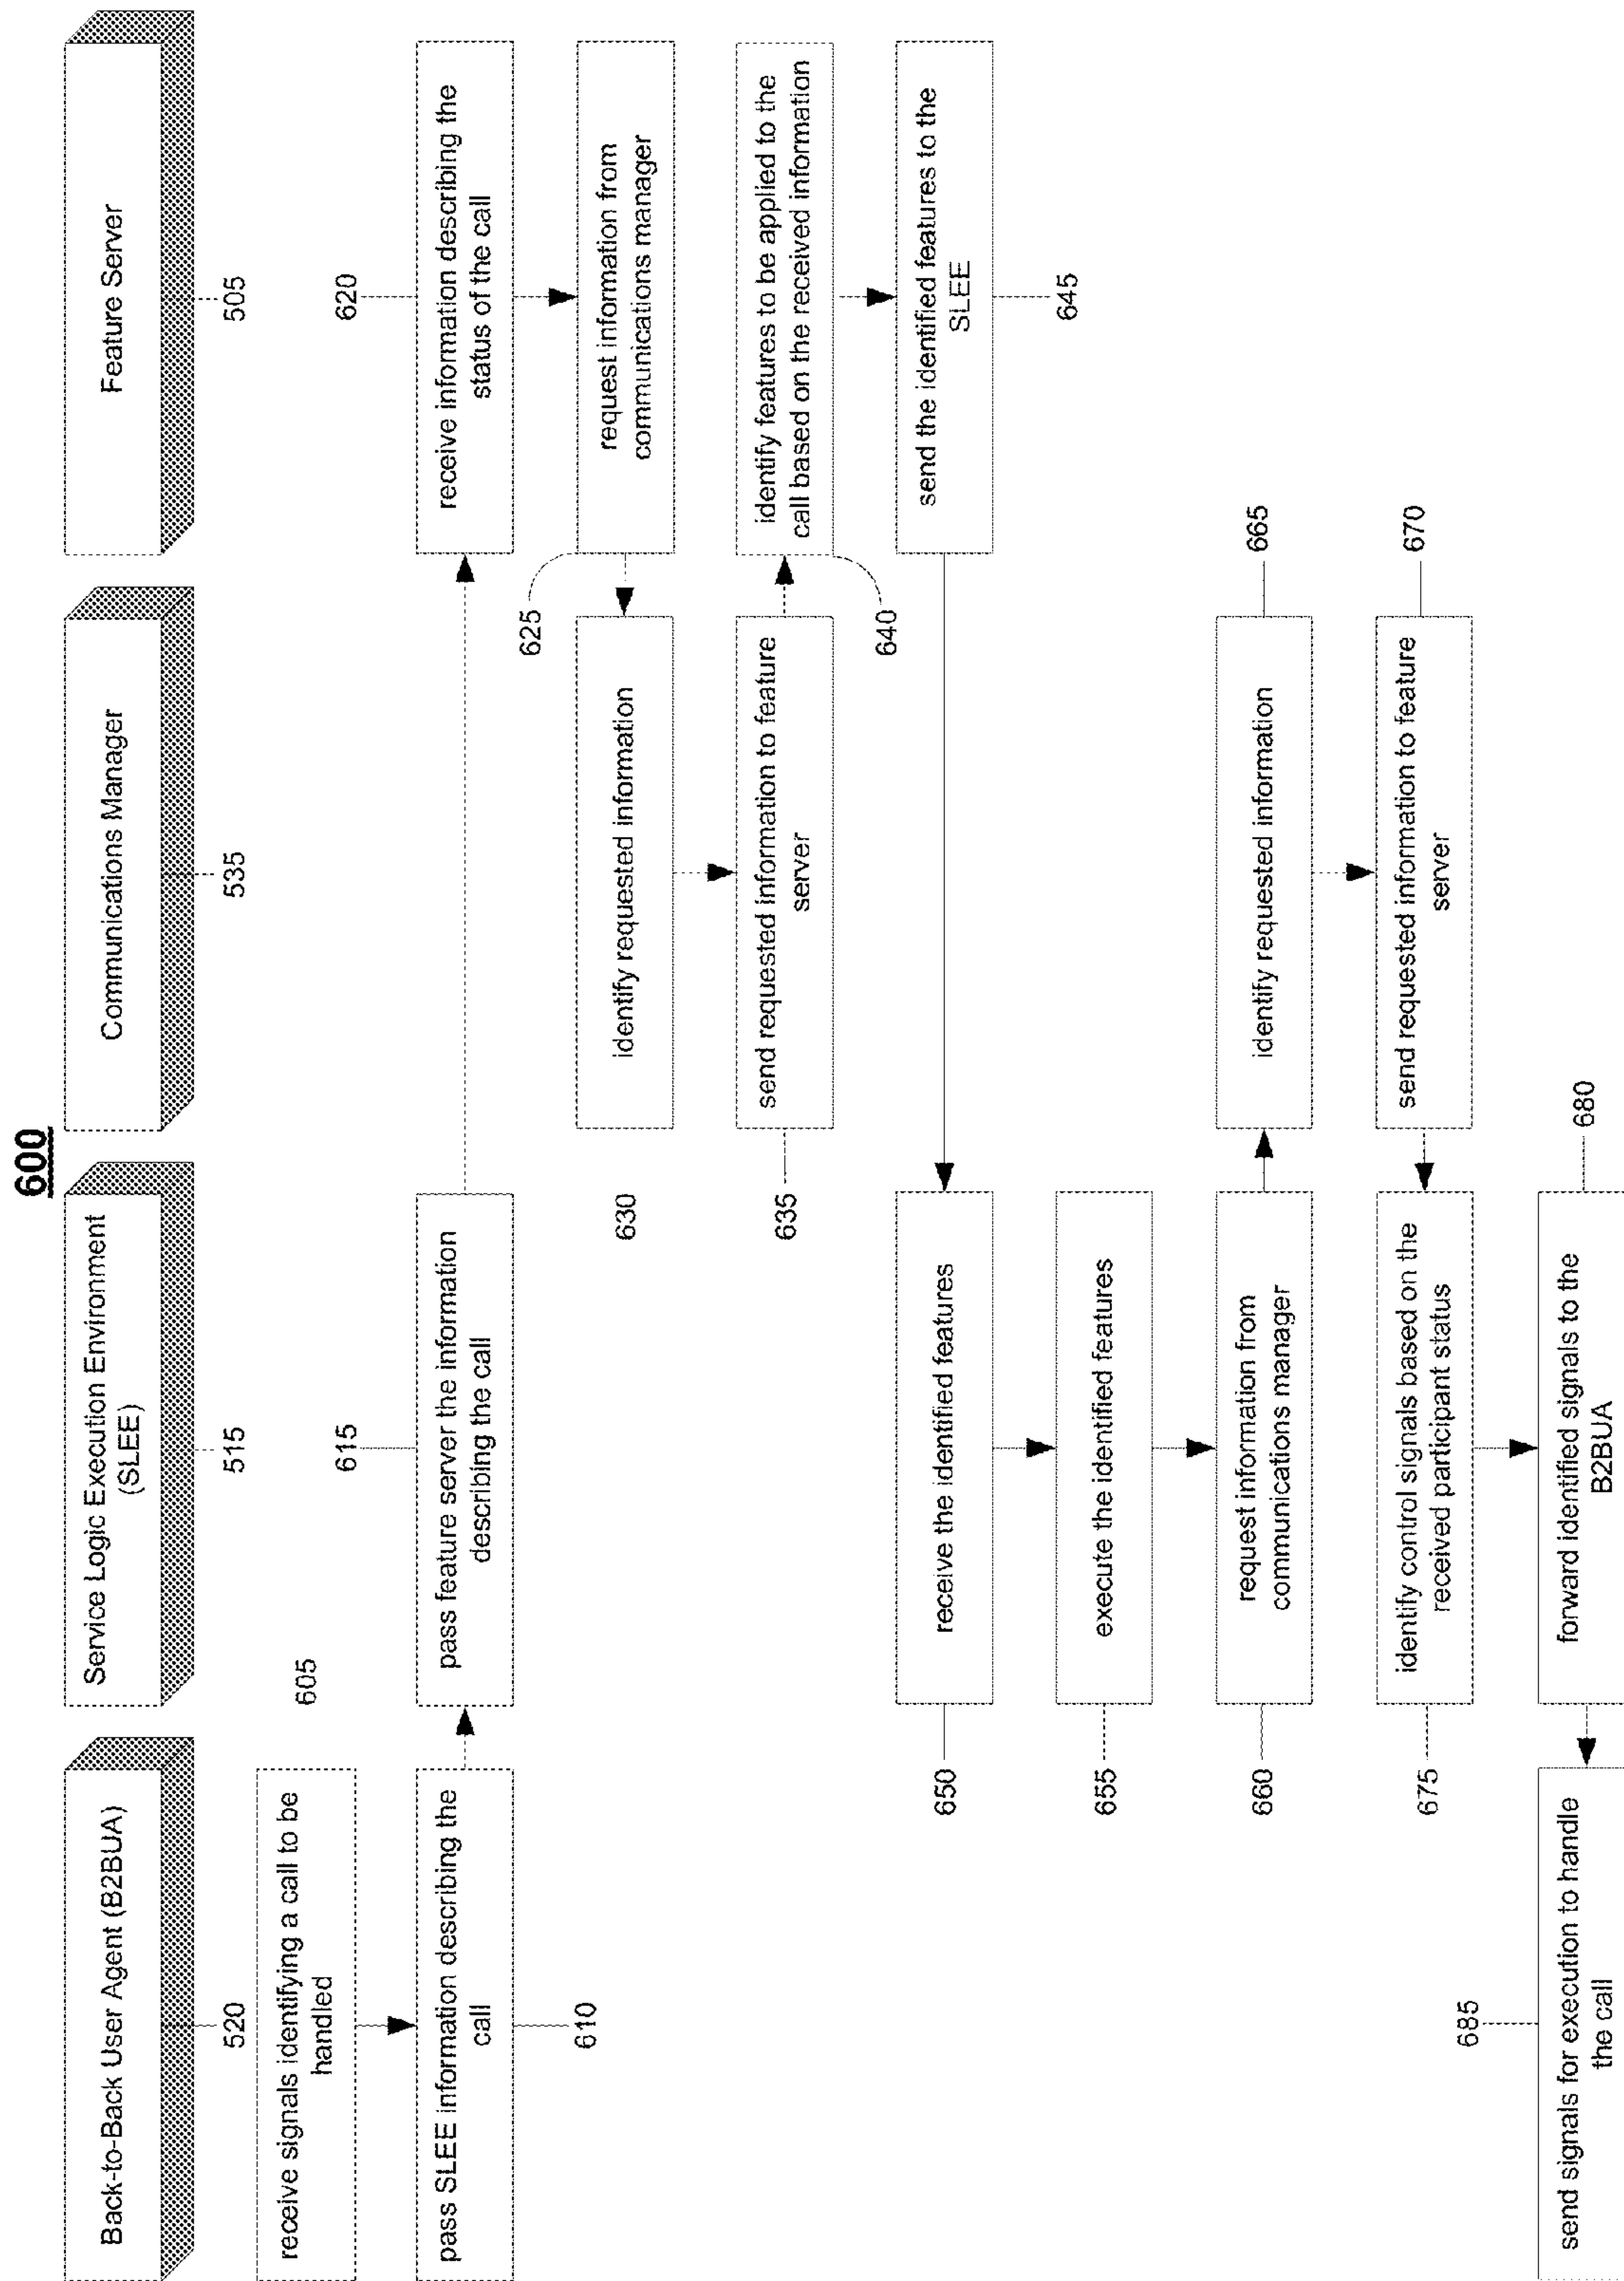 600
Back-to-Back User Agent (B2BUA)
520
Service Logic Execution Environment
(SLEE)
515
Communications Manager
535
Feature Server
505
receive signals identifying a call to be
handled
605
pass SLEE information describing the
call
610
615
pass feature server the information
describing the call
620
receive information describing the
status of the call
625
request information from
communications manager
identify requested information
630
send requested information to feature
server
635
identify features to be applied to the
call based on the received information
640
send the identified features to the
SLEE
645
receive the identified features
650
execute the identified features
655
request information from
communications manager
660
identify requested information
665
send requested information to feature
server
670
identify control signals based on the
received participant status
675
forward identified signals to the
B2BUA
680
685
send signals for execution to handle
the call